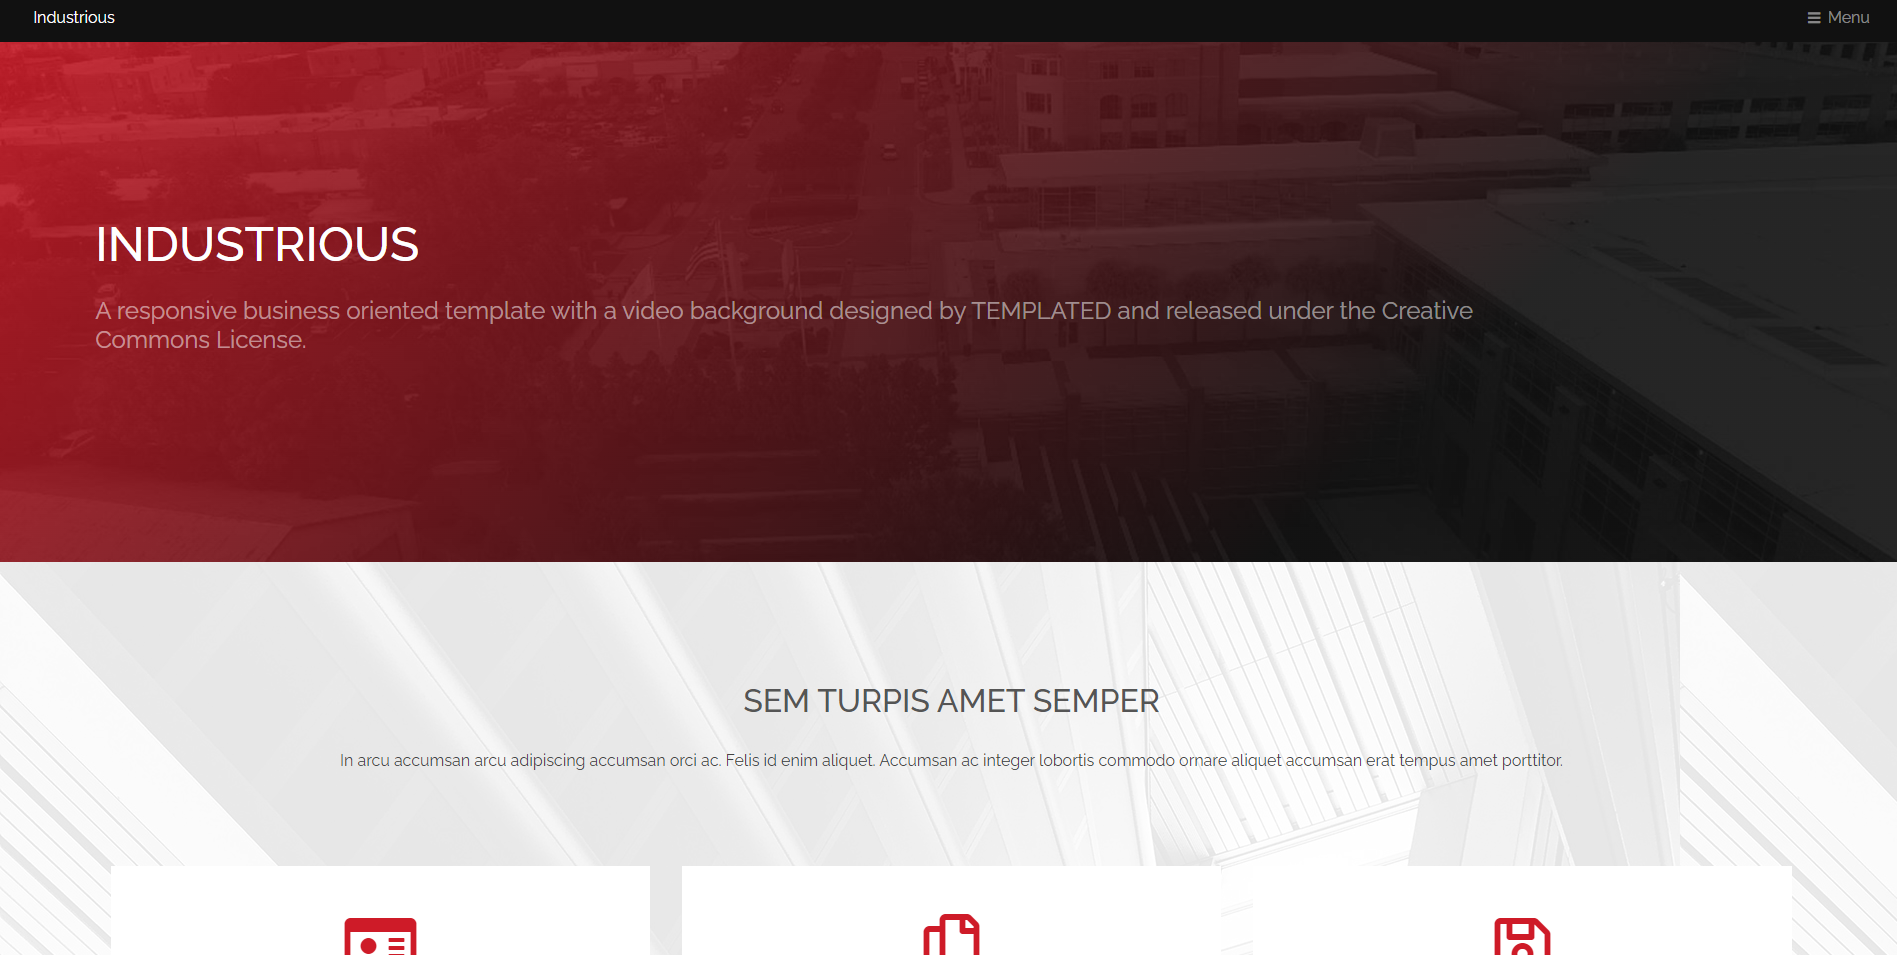 Industrious
Menu
INDUSTRIOUS
A responsive business oriented template with a video background designed by TEMPLATED and released under the Creative
Commons License.
SEM TURPIS AMET SEMPER
In arcu accumsan arcu adipiscing accumsan orci ac. Felis id enim aliquet. Accumsan ac integer lobortis commodo ornare aliquet accumsan erat tempus amet porttitor.